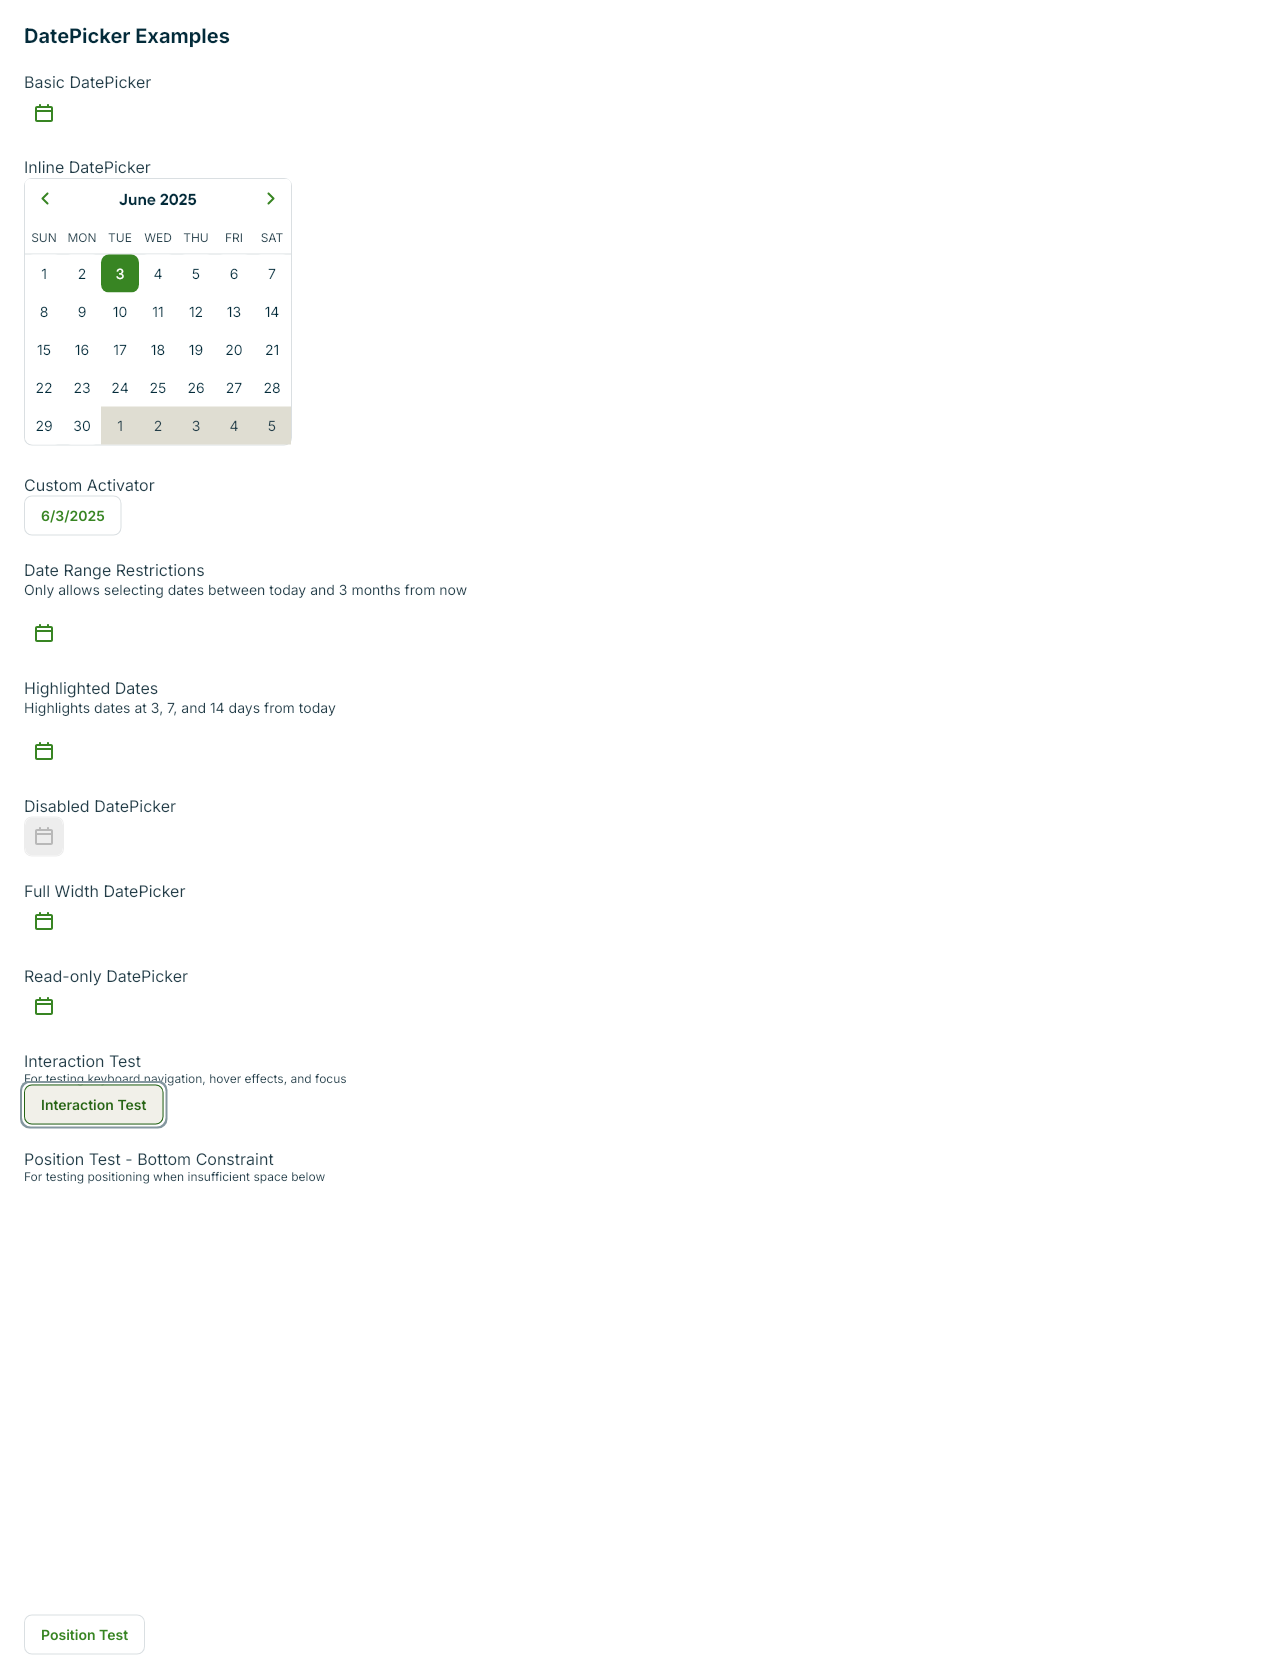 DatePicker Examples
Basic DatePicker
Inline DatePicker
June 2025
SUN MON TUE WED THU FRI SAT
1 2 3 4 5 6 7
8 9 10 11 12 13 14
15 16 17 18 19 20 21
22 23 24 25 26 27 28
29 30 1 2 3 4 5
Custom Activator
6/3/2025
Date Range Restrictions
Only allows selecting dates between today and 3 months from now
Highlighted Dates
Highlights dates at 3, 7, and 14 days from today
Disabled DatePicker
Full Width DatePicker
Read-only DatePicker
Interaction Test
For testing keyboard navigation, hover effects, and focus
Interaction Test
Position Test - Bottom Constraint
For testing positioning when insufficient space below
Position Test